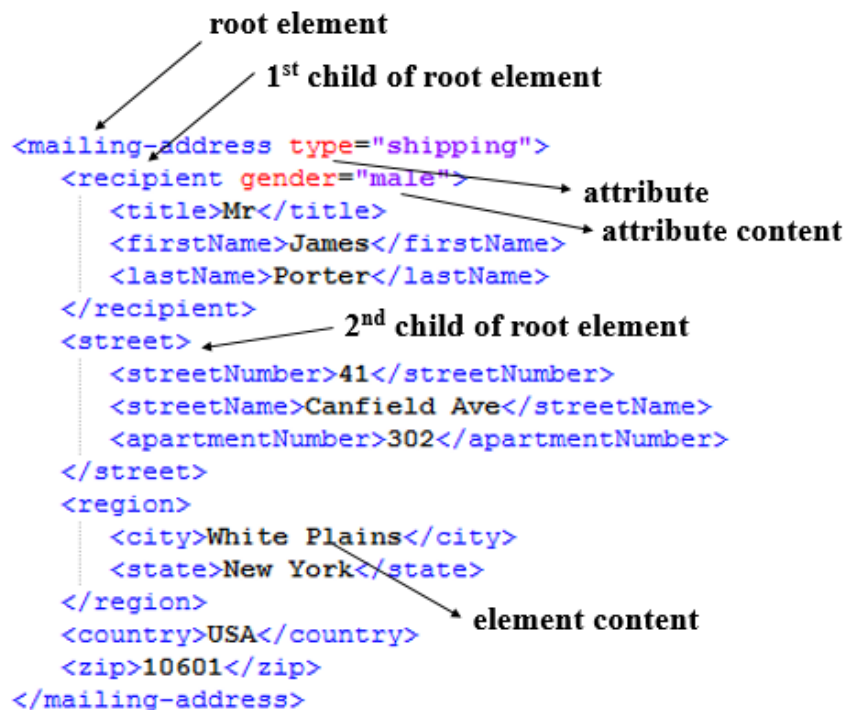 root element
1st child of root element
<mailing-address type="shipping">
<recipient gender="male">
attribute
<title>Mr</title>
attribute content
<firstName>James</firstName>
<lastName>Porter</lastName>
</recipient>
2nd child of root element
<street>
<streetNumber>41</streetNumber>
<streetName>Canfield Ave</streetName>
<apartmentNumber>302</apartmentNumber>
</street>
<region>
<city>White Plains</city>
<state>New York</state>
</region>
element content
<country>USA</country>
<zip>10601</zip>
</mailing-address>